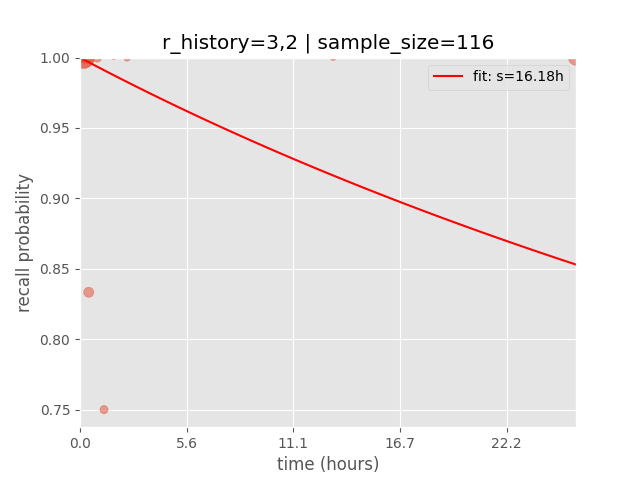 r_history=3,2 | sample_size=116
fit: s=16.18h
1.00
0.95
0.90
0.85
0.80
0.75
recall probability
0.0 5.6 11.1 16.7 22.2
time (hours)